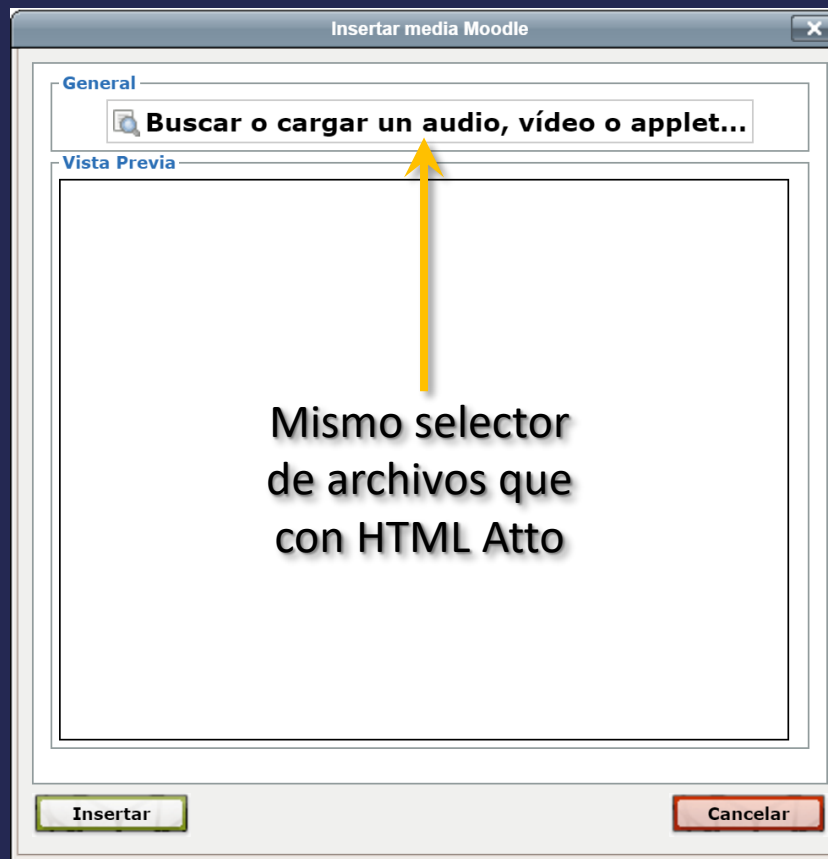 Insertar media Moodle
General
Buscar o cargar un audio, vídeo o applet...
Vista Previa
Mismo selector
de archivos que
con HTML Atto
Insertar
Cancelar